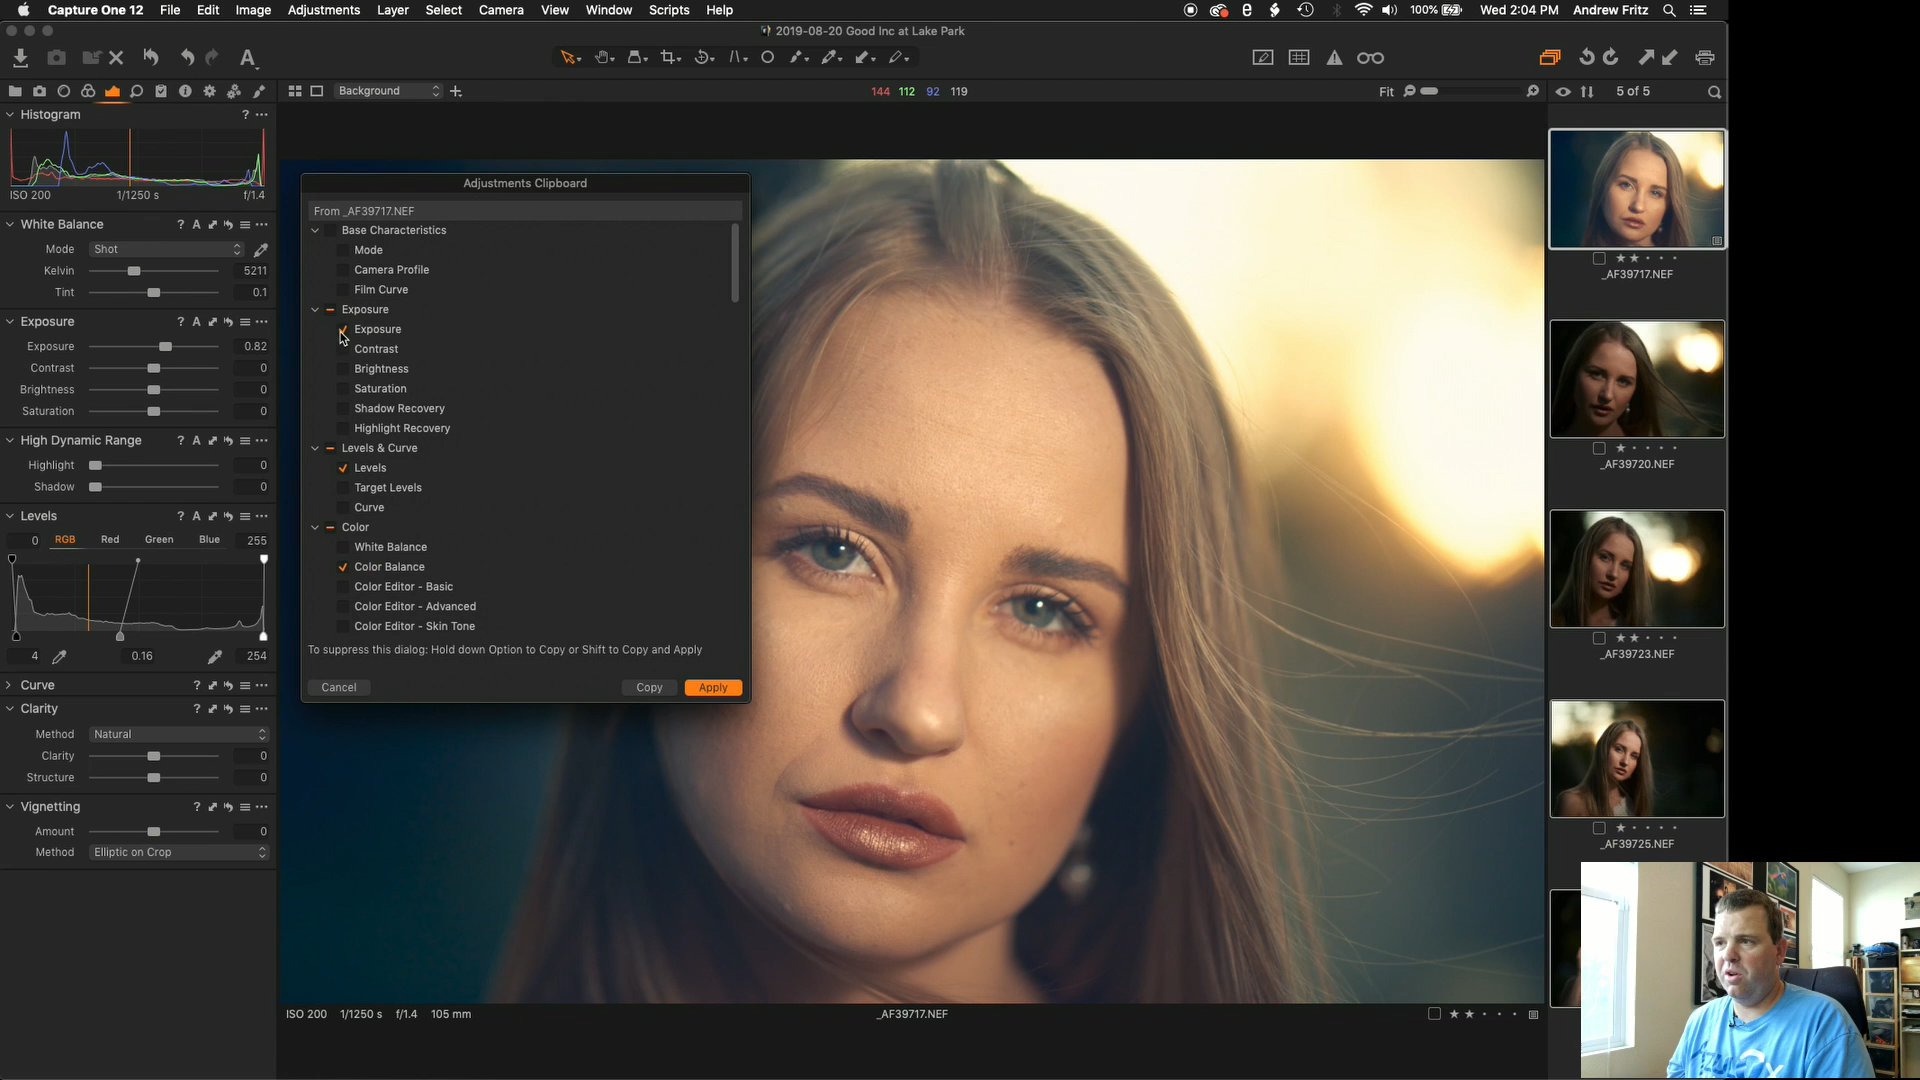 Capture One 12 File Edit Image Adjustments Layer Select Camera View Window Scripts Help 100% Wed 2:04 PM Andrew Fritz
2019-08-20 Good Inc at Lake Park
Background 144 112 92 119 Fit 5 of 5
Histogram ?
ISO 200 1/1250 s f/1.4
White Balance ? A
Mode Shot
Kelvin 5211
Tint 0.1
Exposure ? A
Exposure 0.82
Contrast 0
Brightness 0
Saturation 0
High Dynamic Range ? A
Highlight 0
Shadow 0
Levels ? A
0 RGB Red Green Blue 255
4 0.16 254
Curve ?
Clarity ?
Method Natural
Clarity 0
Structure 0
Vignetting ?
Amount 0
Method Elliptic on Crop
Adjustments Clipboard
From _AF39717.NEF
Base Characteristics
Mode
Camera Profile
Film Curve
Exposure
Exposure
Contrast
Brightness
Saturation
Shadow Recovery
Highlight Recovery
Levels & Curve
Levels
Target Levels
Curve
Color
White Balance
Color Balance
Color Editor - Basic
Color Editor - Advanced
Color Editor - Skin Tone
To suppress this dialog: Hold down Option to Copy or Shift to Copy and Apply
Cancel Copy Apply
ISO 200 1/1250 s f/1.4 105 mm _AF39717.NEF
_AF39717.NEF
_AF39720.NEF
_AF39723.NEF
_AF39725.NEF